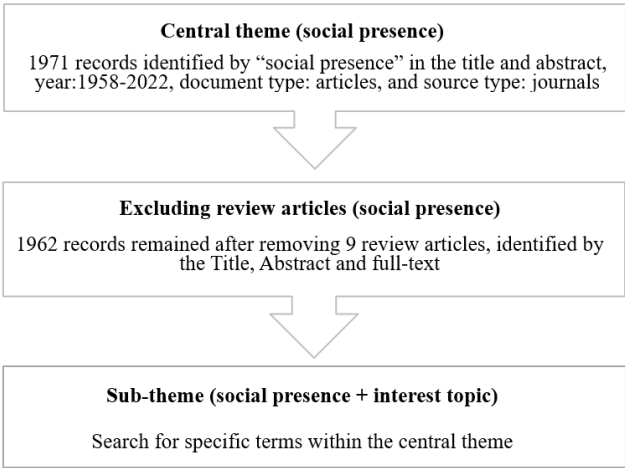 Central theme (social presence)
1971 records identified by “social presence” in the title and abstract,
year:1958-2022, document type: articles, and source type: journals
Excluding review articles (social presence)
1962 records remained after removing 9 review articles, identified by
the Title, Abstract and full-text
Sub-theme (social presence + interest topic)
Search for specific terms within the central theme